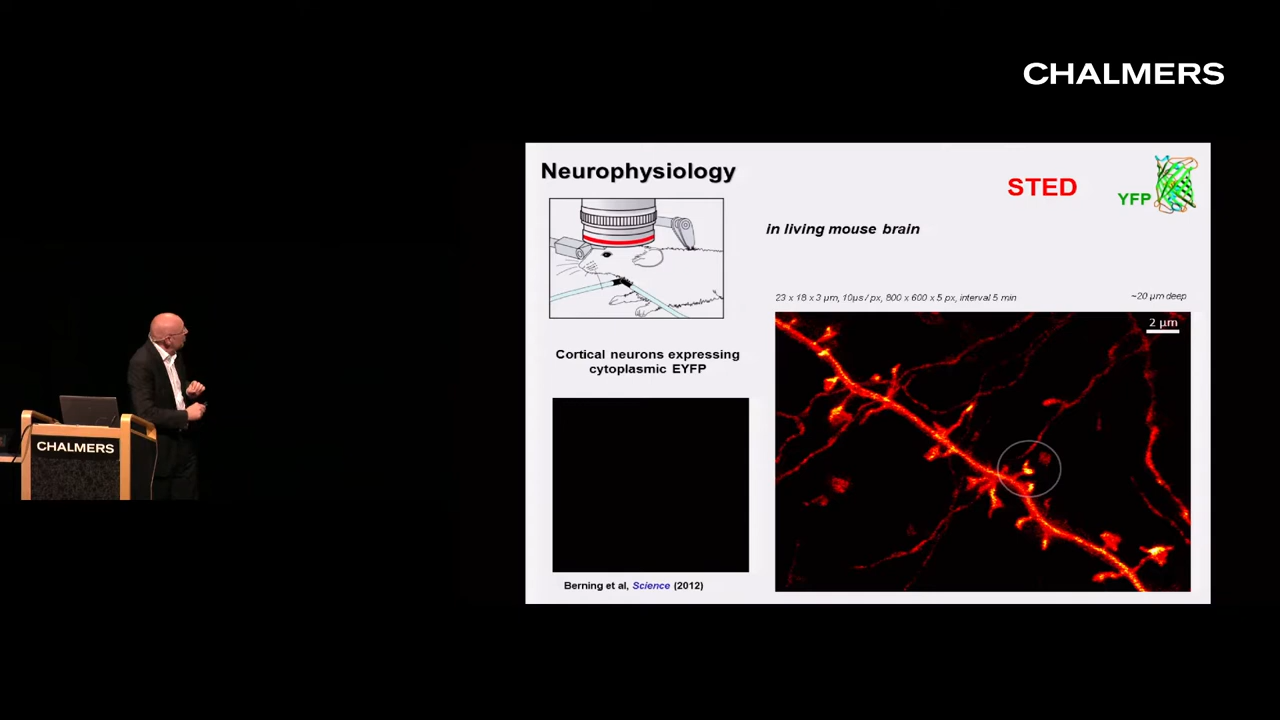 CHALMERS
Neurophysiology
STED
YFP
in living mouse brain
23 x 18 x 3 µm, 10µs / px, 800 x 600 x 5 px, interval 5 min
~20 µm deep
2 µm
Cortical neurons expressing
cytoplasmic EYFP
Berning et al, Science (2012)
CHALMERS